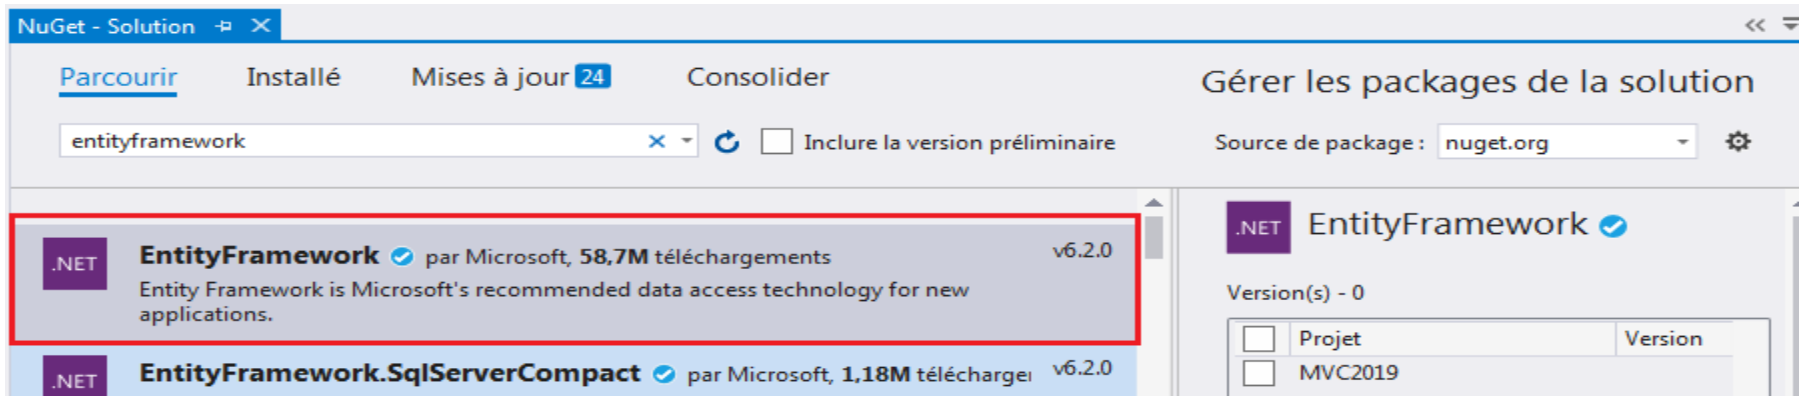 NuGet - Solution
Parcourir Installé Mises à jour 24 Consolider
Gérer les packages de la solution
entityframework
Inclure la version préliminaire
Source de package : nuget.org
.NET
EntityFramework par Microsoft, 58,7M téléchargements v6.2.0
Entity Framework is Microsoft's recommended data access technology for new
applications.
.NET
EntityFramework.SqlServerCompact par Microsoft, 1,18M télécharger v6.2.0
.NET
EntityFramework
Version(s) - 0
Projet Version
MVC2019